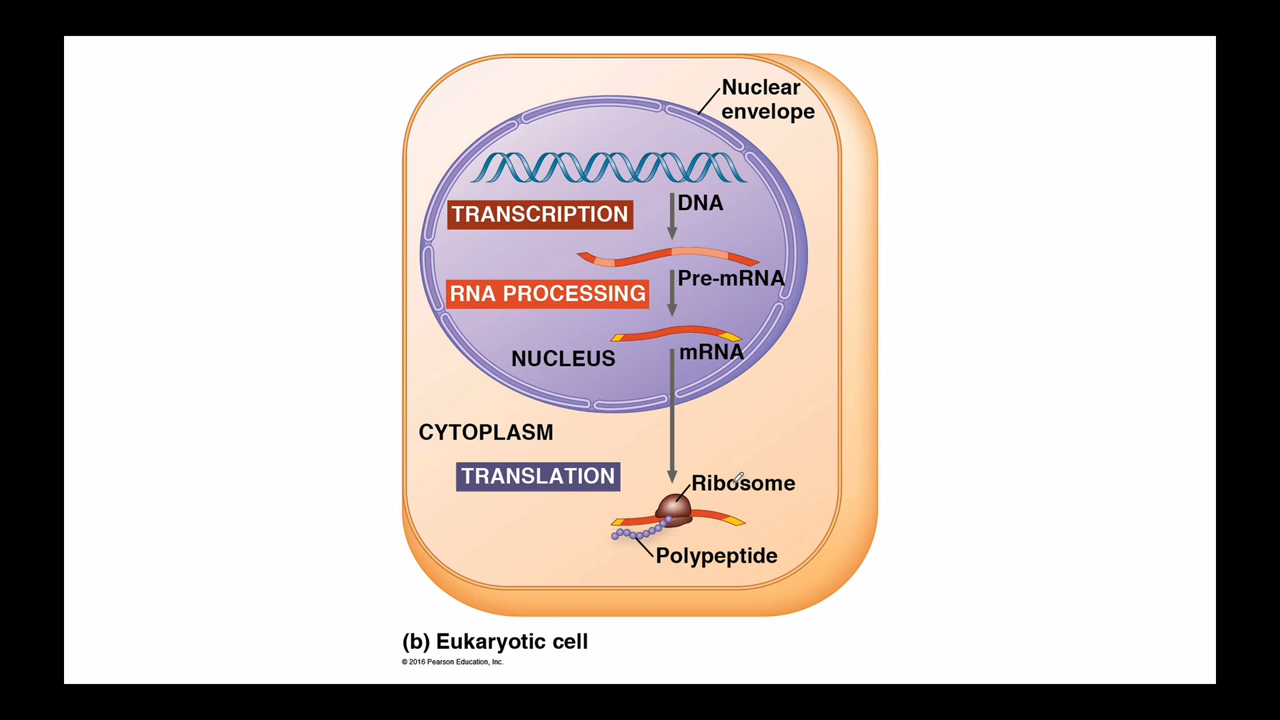 Nuclear
envelope
DNA
TRANSCRIPTION
Pre-mRNA
RNA PROCESSING
NUCLEUS
mRNA
CYTOPLASM
TRANSLATION
Ribosome
Polypeptide
(b) Eukaryotic cell
© 2016 Pearson Education, Inc.